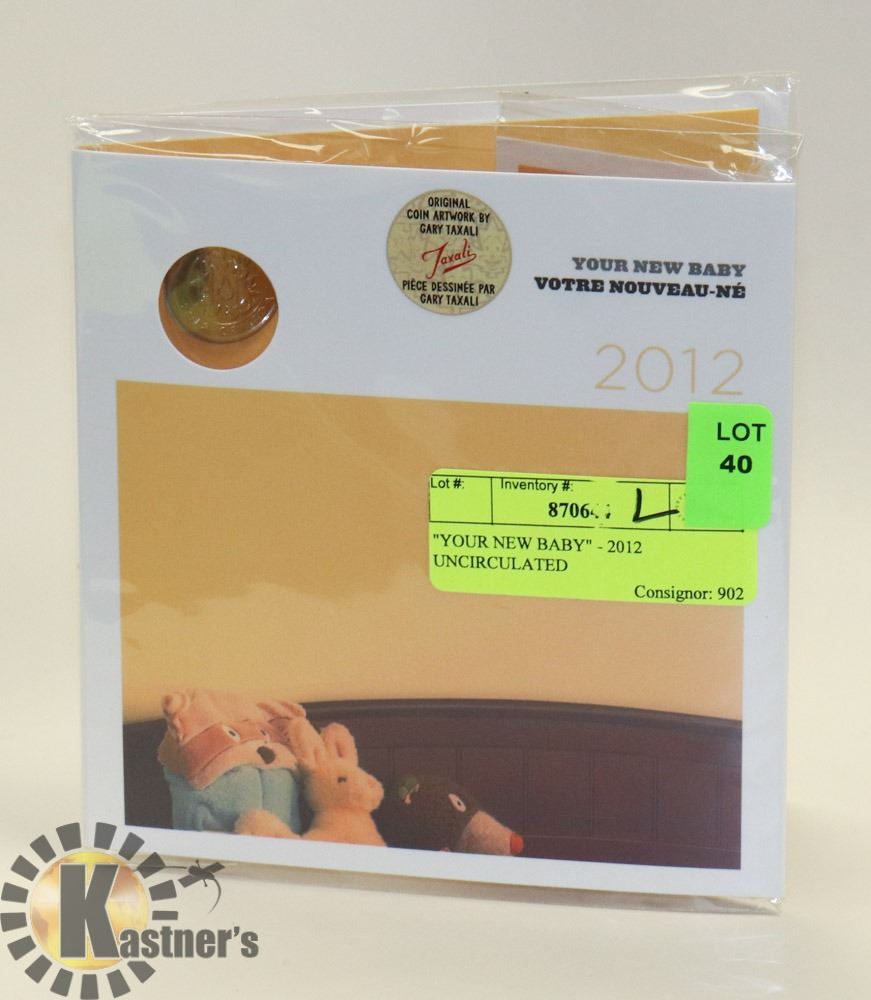 ORIGINAL
COIN ARTWORK BY
GARY TAXALI
Taxali
PIÈCE DESSINÉE PAR
GARY TAXALI
YOUR NEW BABY
VOTRE NOUVEAU-NÉ
2012
LOT
40
Lot #: Inventory #:
L
"YOUR NEW BABY" - 2012
UNCIRCULATED
Consignor: 902
Kastner's